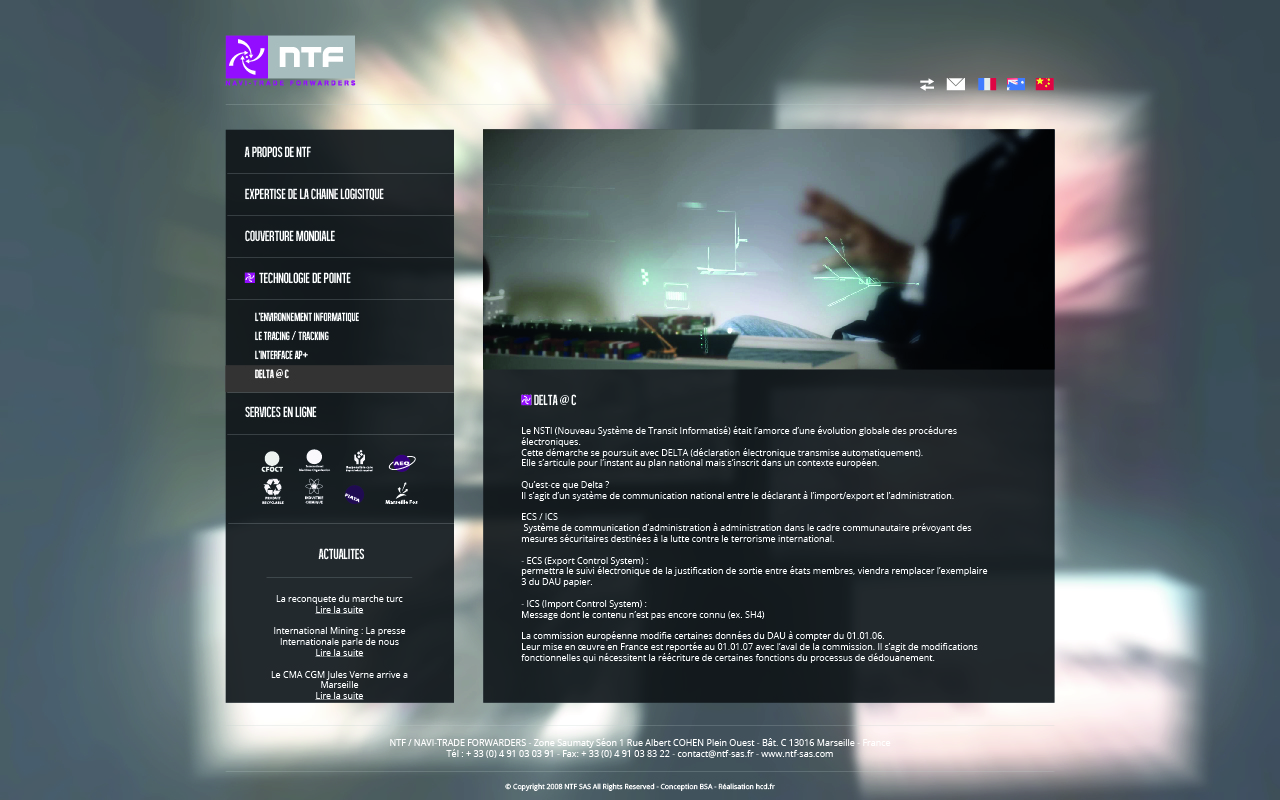 NTF
NAVI-TRADE FORWARDERS
A PROPOS DE NTF
EXPERTISE DE LA CHAINE LOGISITQUE
COUVERTURE MONDIALE
TECHNOLOGIE DE POINTE
L'ENVIRONNEMENT INFORMATIQUE
LE TRACING / TRACKING
L'INTERFACE AP+
DELTA @ C
SERVICES EN LIGNE
CFOCT
AEO
FIATA
Marseille Fos
ACTUALITES
La reconquete du marche turc
Lire la suite
International Mining : La presse
Internationale parle de nous
Lire la suite
Le CMA CGM Jules Verne arrive a
Marseille
Lire la suite
DELTA @ C
Le NSTI (Nouveau Système de Transit Informatisé) était l'amorce d'une évolution globale des procédures
électroniques.
Cette démarche se poursuit avec DELTA (déclaration électronique transmise automatiquement).
Elle s'articule pour l'instant au plan national mais s'inscrit dans un contexte européen.
Qu'est-ce que Delta ?
Il s'agit d'un système de communication national entre le déclarant à l'import/export et l'administration.
ECS / ICS
Système de communication d'administration à administration dans le cadre communautaire prévoyant des
mesures sécuritaires destinées à la lutte contre le terrorisme international.
- ECS (Export Control System) :
permettra le suivi électronique de la justification de sortie entre états membres, viendra remplacer l'exemplaire
3 du DAU papier.
- ICS (Import Control System) :
Message dont le contenu n'est pas encore connu (ex. SH4)
La commission européenne modifie certaines données du DAU à compter du 01.01.06.
Leur mise en œuvre en France est reportée au 01.01.07 avec l'aval de la commission. Il s'agit de modifications
fonctionnelles qui nécessitent la réécriture de certaines fonctions du processus de dédouanement.
NTF / NAVI-TRADE FORWARDERS - Zone Saumaty Séon 1 Rue Albert COHEN Plein Ouest - Bât. C 13016 Marseille - France
Tél : + 33 (0) 4 91 03 03 91 - Fax: + 33 (0) 4 91 03 83 22 - contact@ntf-sas.fr - www.ntf-sas.com
© Copyright 2008 NTF SAS All Rights Reserved - Conception BSA - Réalisation hcd.fr